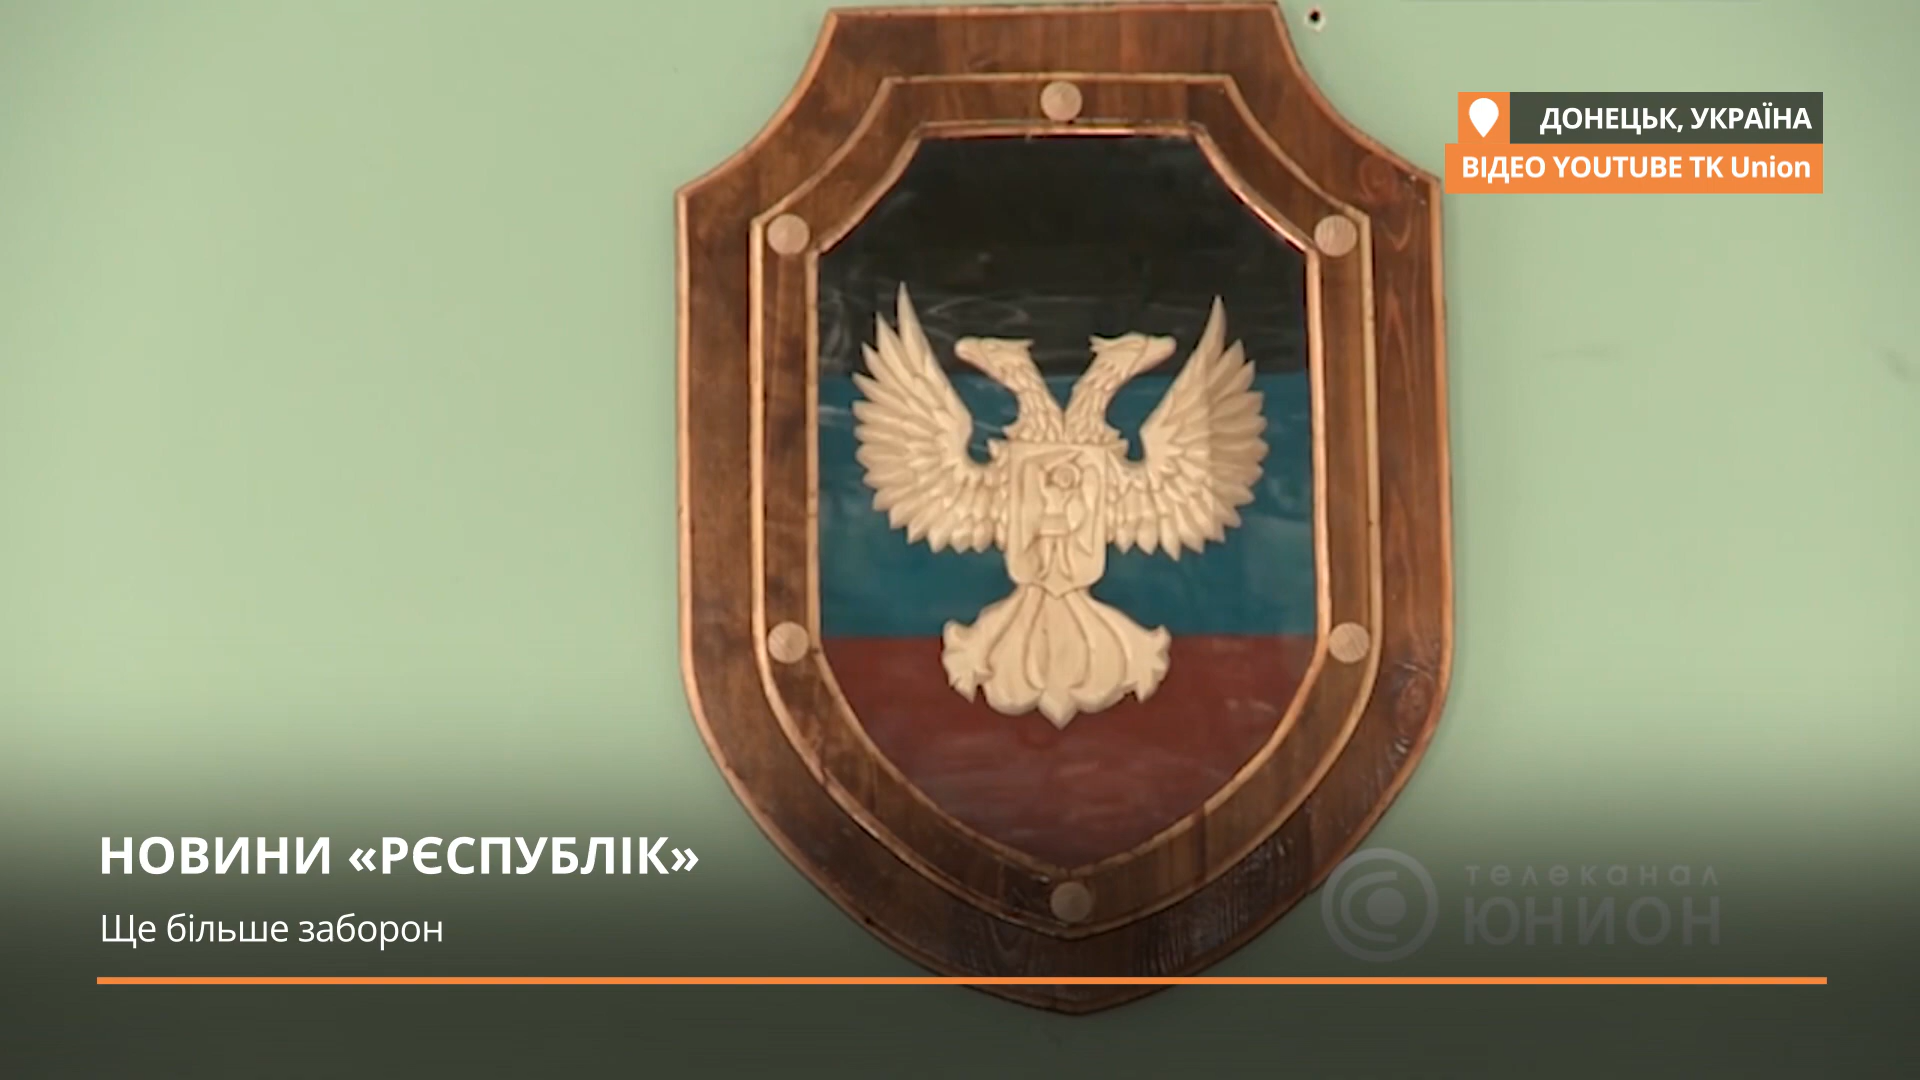 ДОНЕЦЬК, УКРАЇНА
ВІДЕО YOUTUBE TK Union
НОВИНИ «РЄСПУБЛІК»
Ще більше заборон
телеканал
ЮНИОН